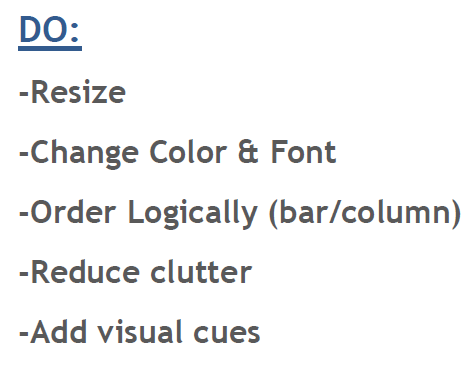 DO:
-Resize
-Change Color & Font
-Order Logically (bar/column)
-Reduce clutter
-Add visual cues